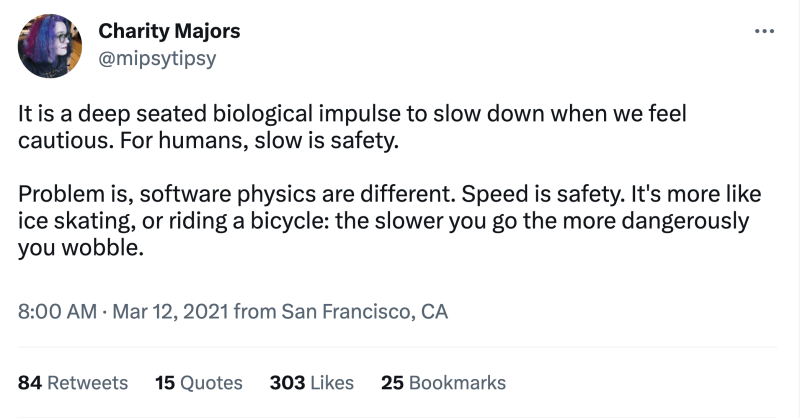 Charity Majors
@mipsytipsy
It is a deep seated biological impulse to slow down when we feel
cautious. For humans, slow is safety.
Problem is, software physics are different. Speed is safety. It's more like
ice skating, or riding a bicycle: the slower you go the more dangerously
you wobble.
8:00 AM · Mar 12, 2021 from San Francisco, CA
84 Retweets 15 Quotes 303 Likes 25 Bookmarks